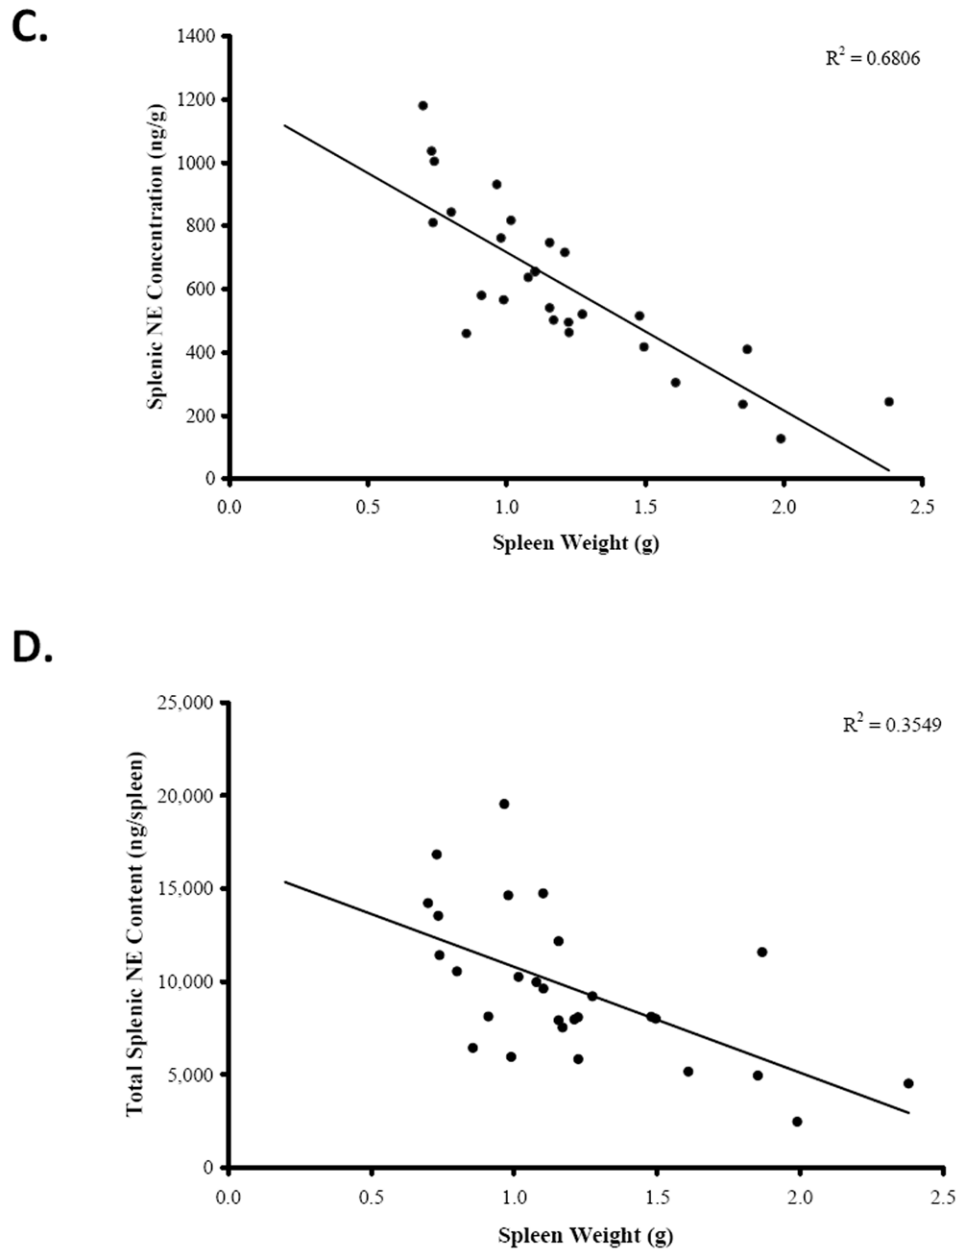 C.
1400
R² = 0.6806
1200
1000
800
600
400
200
0
Splenic NE Concentration (ng/g)
0.0 0.5 1.0 1.5 2.0 2.5
Spleen Weight (g)
D.
25,000
R² = 0.3549
20,000
15,000
10,000
5,000
0
Total Splenic NE Content (ng/spleen)
0.0 0.5 1.0 1.5 2.0 2.5
Spleen Weight (g)